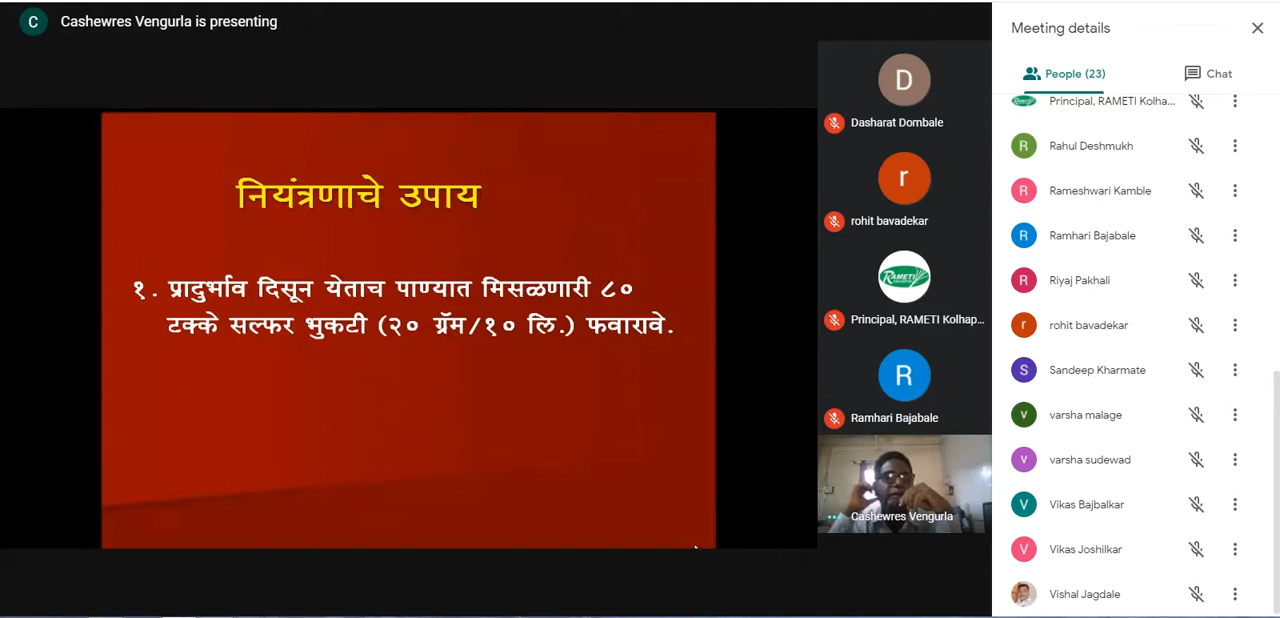 C
Cashewres Vengurla is presenting
नियंत्रणाचे उपाय
१. प्रादुर्भाव दिसून येताच पाण्यात मिसळणारी ८०
टक्के सल्फर भुकटी (२० ग्रॅम/१० लि.) फवारावे.
D
Dasharat Dombale
r
rohit bavadekar
RAMETI
Principal, RAMETI Kolhap...
R
Ramhari Bajabale
Cashewres Vengurla
Meeting details
People (23)
Chat
Principal, RAMETI Kolha...
R Rahul Deshmukh
R Rameshwari Kamble
R Ramhari Bajabale
R Riyaj Pakhali
r rohit bavadekar
S Sandeep Kharmate
v varsha malage
v varsha sudewad
V Vikas Bajbalkar
V Vikas Joshilkar
Vishal Jagdale